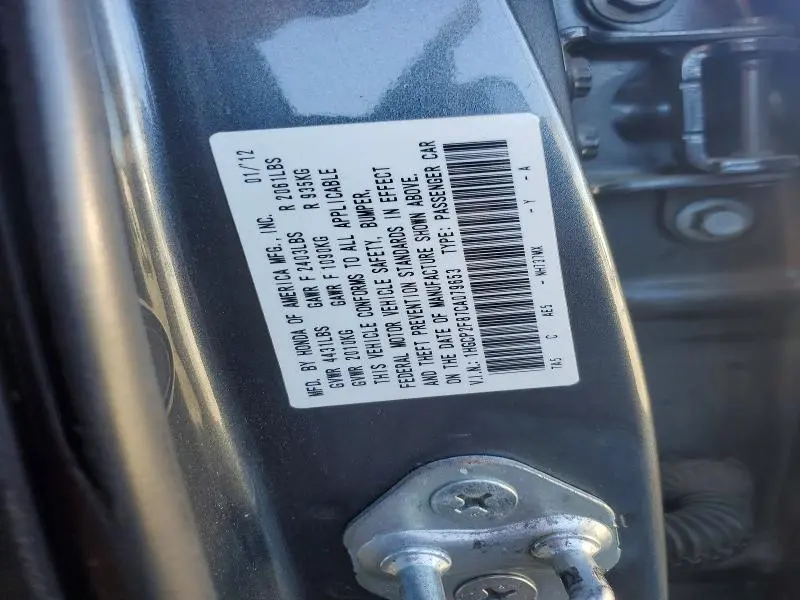 MFD. BY HONDA OF AMERICA MFG., INC. 01/'12
GVWR 4431LBS GAWR F 2403LBS R 2061LBS
GVWR 2010KG GAWR F 1090KG R 935KG
THIS VEHICLE CONFORMS TO ALL APPLICABLE
FEDERAL MOTOR VEHICLE SAFETY, BUMPER,
AND THEFT PREVENTION STANDARDS IN EFFECT
ON THE DATE OF MANUFACTURE SHOWN ABOVE.
V.I.N.: 1HGCP2F61CA079653 TYPE: PASSENGER CAR
TA5 C AE5 - NH737MX - Y - A